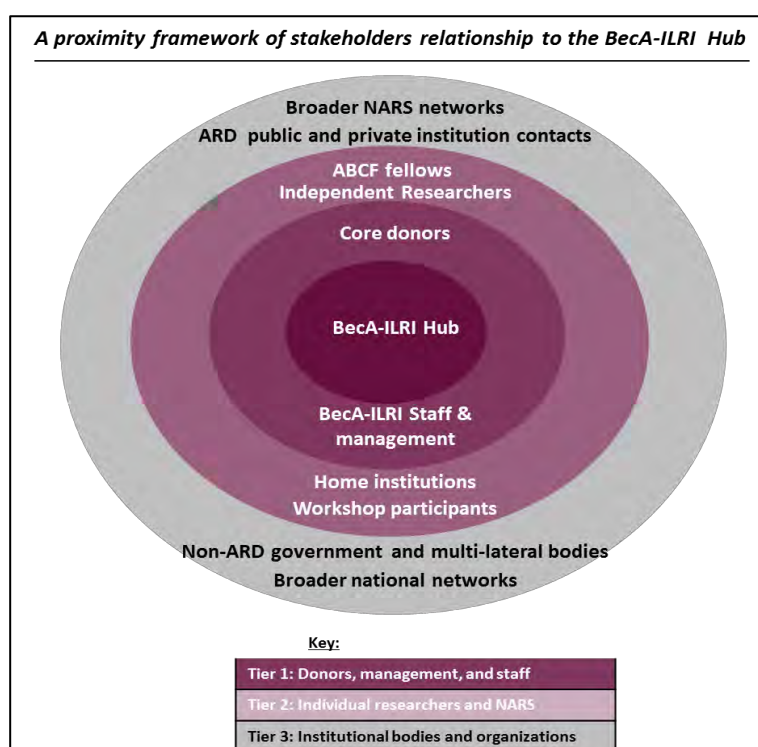 A proximity framework of stakeholders relationship to the BecA-ILRI Hub
Broader NARS networks
ARD public and private institution contacts
ABCF fellows
Independent Researchers
Core donors
BecA-ILRI Hub
BecA-ILRI Staff &
management
Home institutions
Workshop participants
Non-ARD government and multi-lateral bodies
Broader national networks
Key:
Tier 1: Donors, management, and staff
Tier 2: Individual researchers and NARS
Tier 3: Institutional bodies and organizations